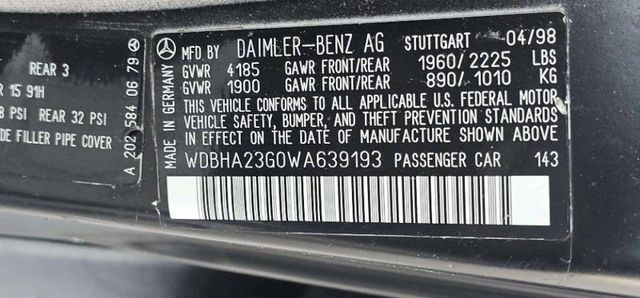 REAR 3
R 15 91H
8 PSI REAR 32 PSI
DE FILLER PIPE COVER
A 202 584 06 79
MADE IN GERMANY
MFD BY DAIMLER-BENZ AG STUTTGART 04/98
GVWR 4185 GAWR FRONT/REAR 1960/2225 LBS
GVWR 1900 GAWR FRONT/REAR 890/1010 KG
THIS VEHICLE CONFORMS TO ALL APPLICABLE U.S. FEDERAL MOTOR
VEHICLE SAFETY, BUMPER, AND THEFT PREVENTION STANDARDS
IN EFFECT ON THE DATE OF MANUFACTURE SHOWN ABOVE.
WDBHA23G0WA639193 PASSENGER CAR 143